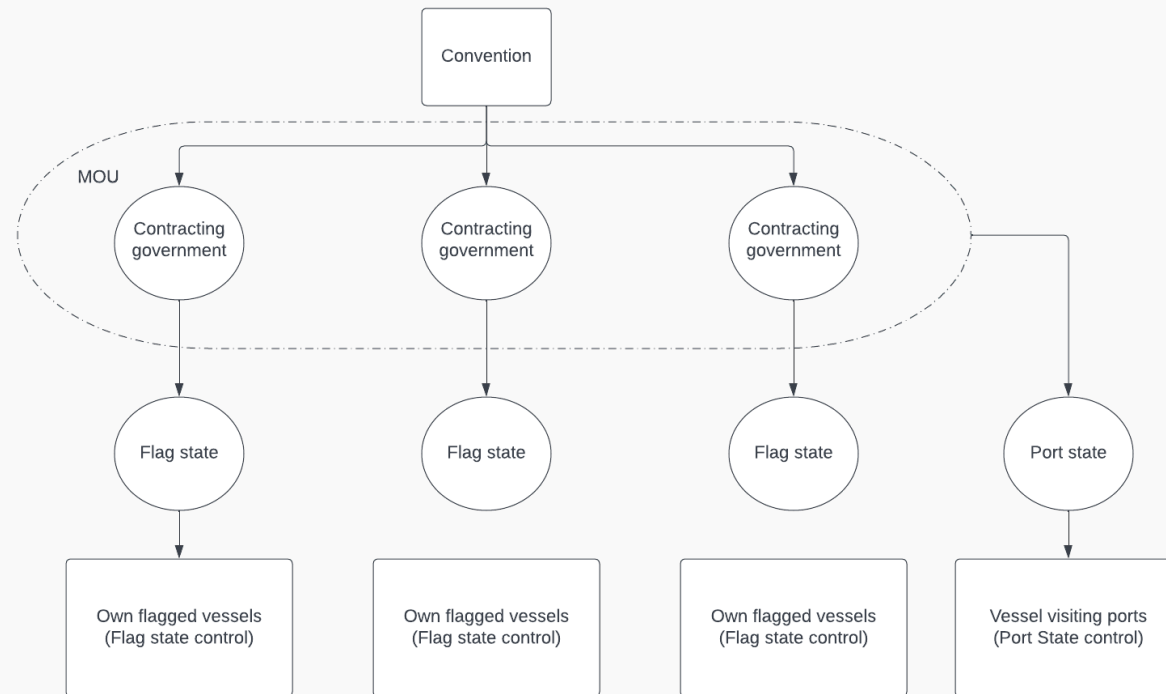 Convention
MOU
Contracting
government
Contracting
government
Contracting
government
Flag state
Flag state
Flag state
Port state
Own flagged vessels
(Flag state control)
Own flagged vessels
(Flag state control)
Own flagged vessels
(Flag state control)
Vessel visiting ports
(Port State control)